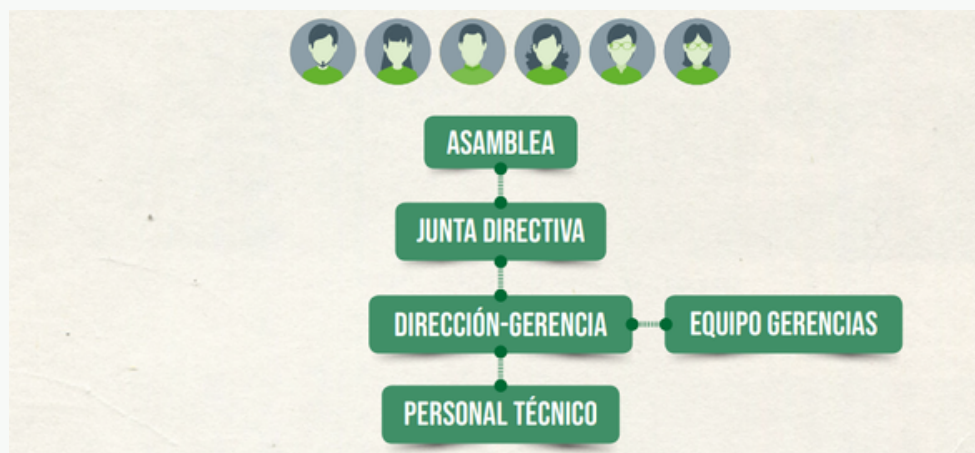 ASAMBLEA
JUNTA DIRECTIVA
DIRECCIÓN-GERENCIA
EQUIPO GERENCIAS
PERSONAL TÉCNICO